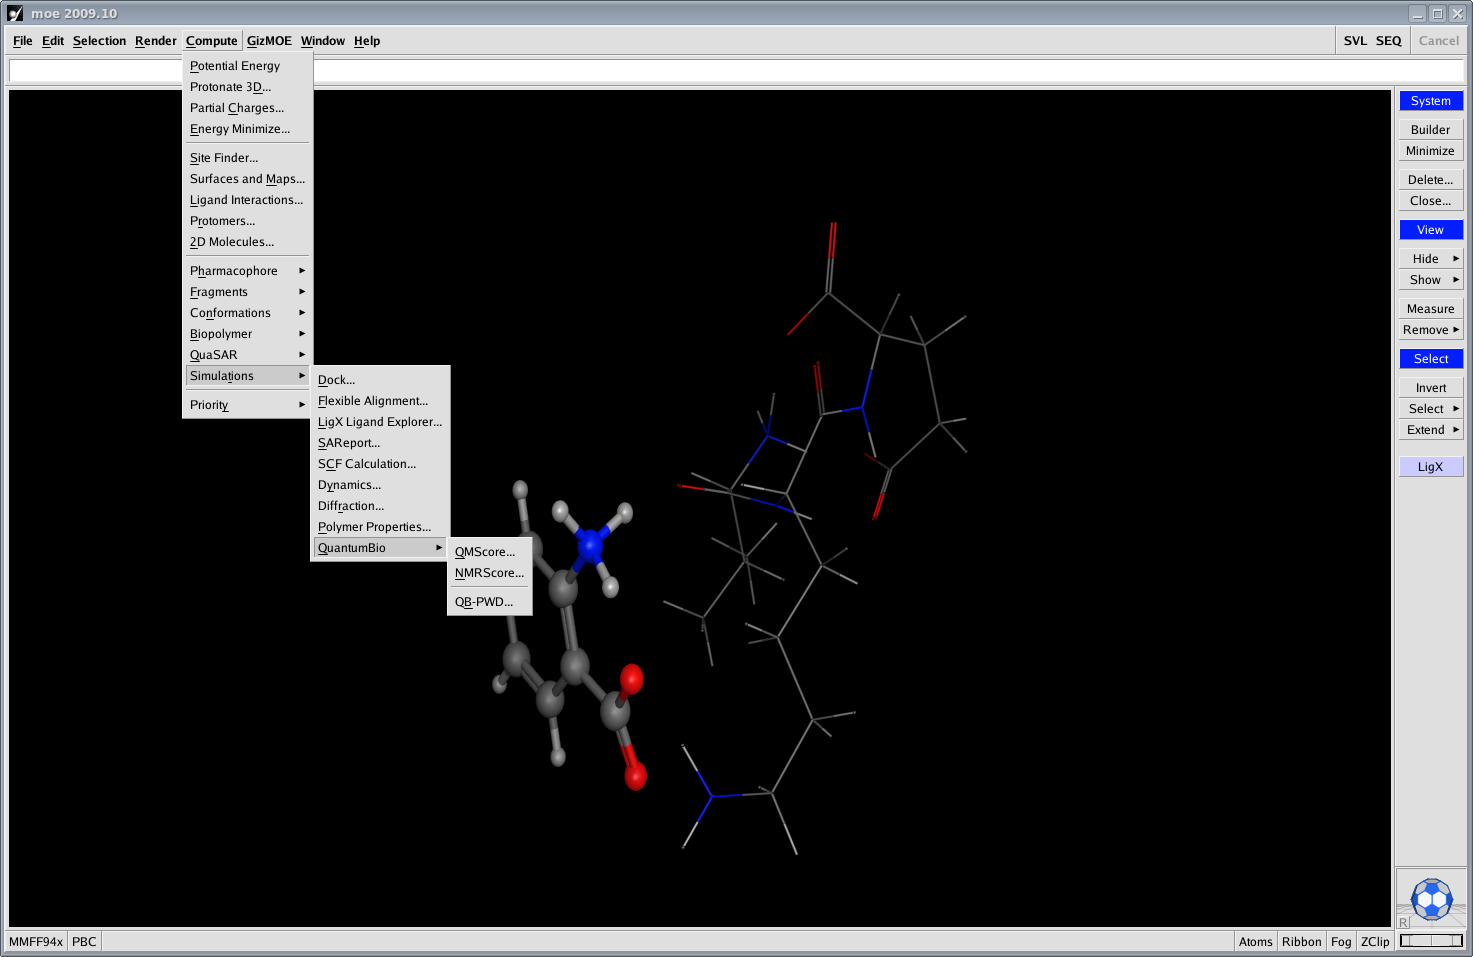 moe 2009.10
File Edit Selection Render Compute GizMOE Window Help
SVL SEQ Cancel
Potential Energy
Protonate 3D...
Partial Charges...
Energy Minimize...
Site Finder...
Surfaces and Maps...
Ligand Interactions...
Protomers...
2D Molecules...
Pharmacophore
Fragments
Conformations
Biopolymer
QuaSAR
Simulations
Priority
Dock...
Flexible Alignment...
LigX Ligand Explorer...
SAReport...
SCF Calculation...
Dynamics...
Diffraction...
Polymer Properties...
QuantumBio
QMScore...
NMRScore...
QB-PWD...
System
Builder
Minimize
Delete...
Close...
View
Hide
Show
Measure
Remove
Select
Invert
Select
Extend
LigX
R
MMFF94x PBC
Atoms Ribbon Fog ZClip